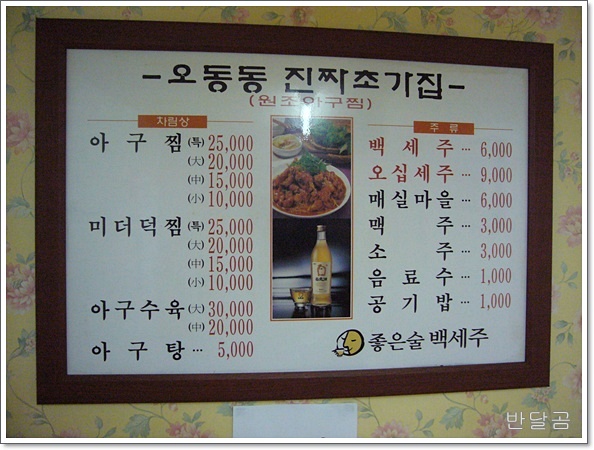 -오동동 진짜초가집-
(원조아구찜)
차림상
아구찜 (특) 25,000
(大) 20,000
(中) 15,000
(小) 10,000
미더덕찜 (특) 25,000
(大) 20,000
(中) 15,000
(小) 10,000
아구수육 (大) 30,000
(中) 20,000
아구탕 ··· 5,000
주류
백세주 ··· 6,000
오십세주 ··· 9,000
매실마을 ··· 6,000
맥주 ··· 3,000
소주 ··· 3,000
음료수 ··· 1,000
공기밥 ··· 1,000
좋은술 백세주
반달곰